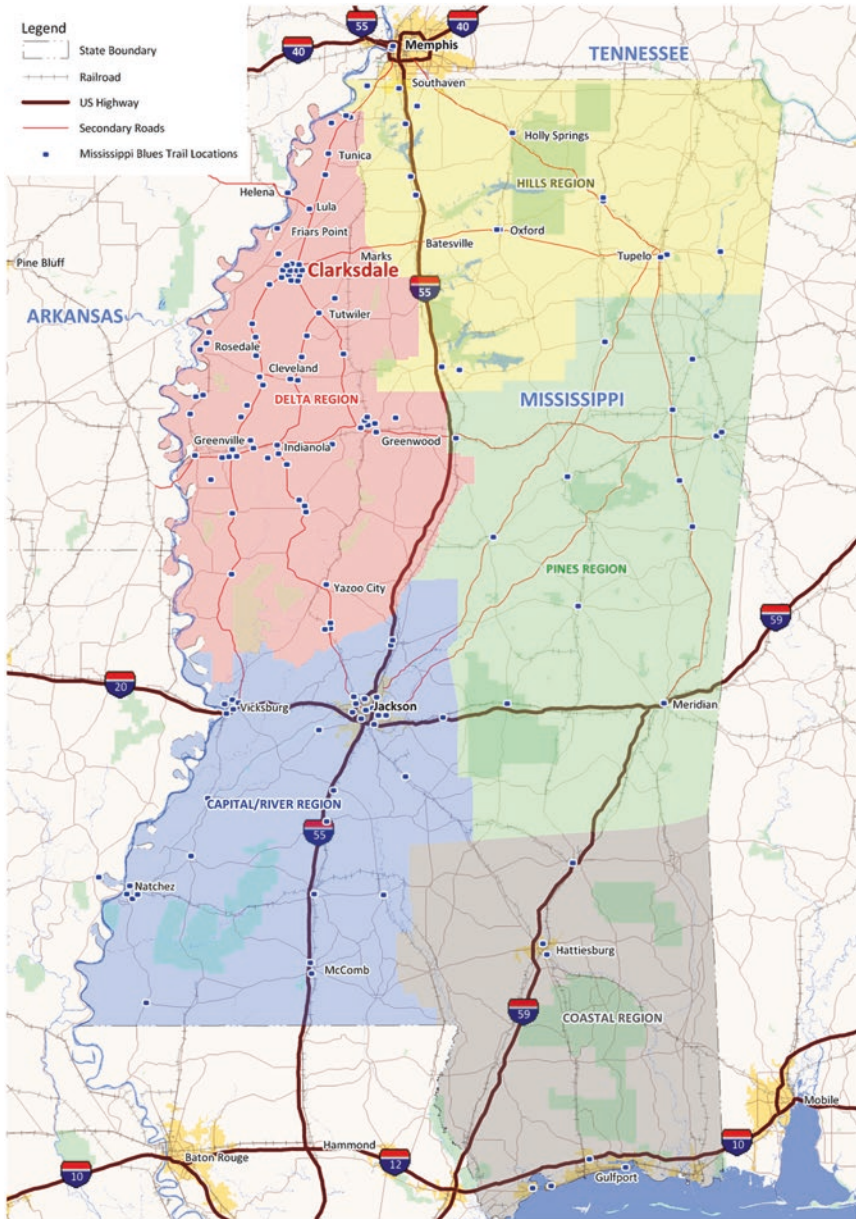 Legend
State Boundary
Railroad
US Highway
Secondary Roads
Mississippi Blues Trail Locations
40
55
40
Memphis
TENNESSEE
Southaven
Holly Springs
Tunica
HILLS REGION
Helena
Lula
Friars Point
Oxford
Batesville
Marks
Tupelo
Pine Bluff
Clarksdale
55
ARKANSAS
Tutwiler
Rosedale
Cleveland
DELTA REGION
MISSISSIPPI
Greenville
Indianola
Greenwood
PINES REGION
Yazoo City
59
20
Vicksburg
Jackson
Meridian
CAPITAL/RIVER REGION
55
Natchez
Hattiesburg
McComb
59
COASTAL REGION
Mobile
Hammond
10
Baton Rouge
12
10
Gulfport